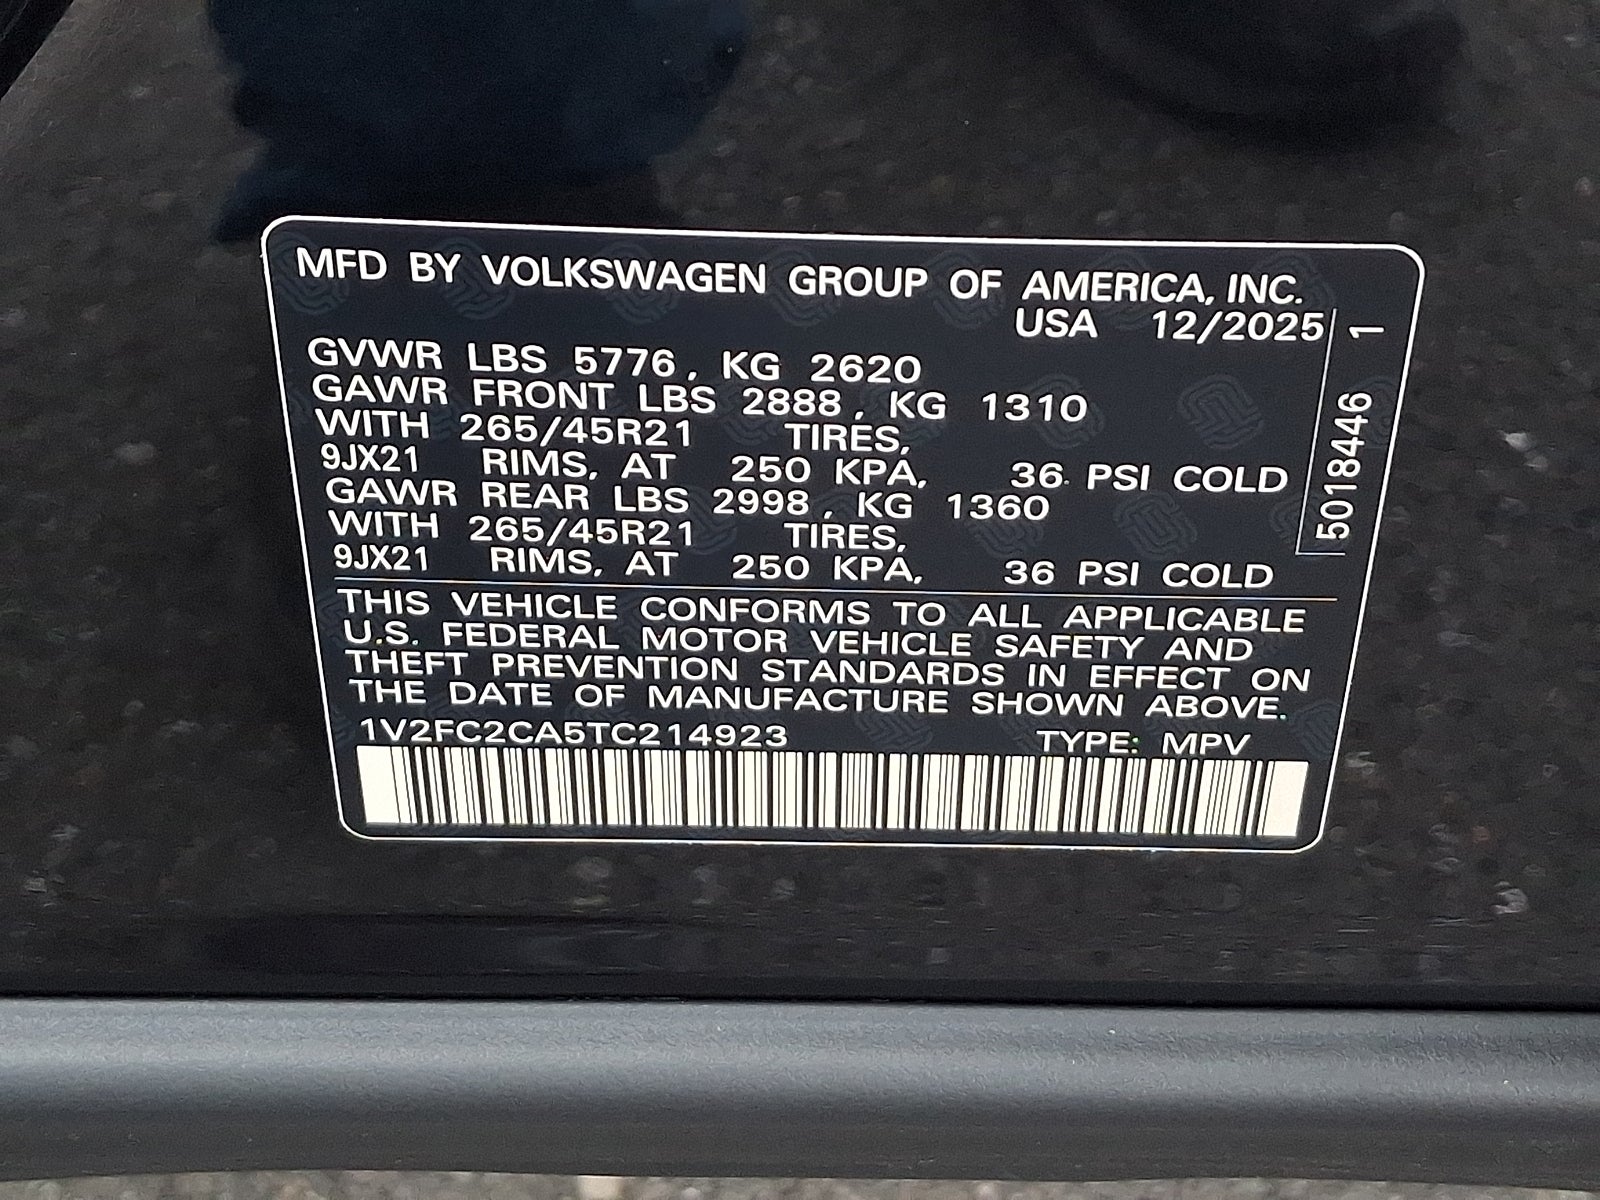 MFD BY VOLKSWAGEN GROUP OF AMERICA, INC.
USA 12/2025
GVWR LBS 5776, KG 2620
GAWR FRONT LBS 2888, KG 1310
WITH 265/45R21 TIRES,
9JX21 RIMS, AT 250 KPA, 36 PSI COLD
GAWR REAR LBS 2998, KG 1360
WITH 265/45R21 TIRES,
9JX21 RIMS, AT 250 KPA, 36 PSI COLD
THIS VEHICLE CONFORMS TO ALL APPLICABLE
U.S. FEDERAL MOTOR VEHICLE SAFETY AND
THEFT PREVENTION STANDARDS IN EFFECT ON
THE DATE OF MANUFACTURE SHOWN ABOVE.
1V2FC2CA5TC214923 TYPE: MPV
5018446 1